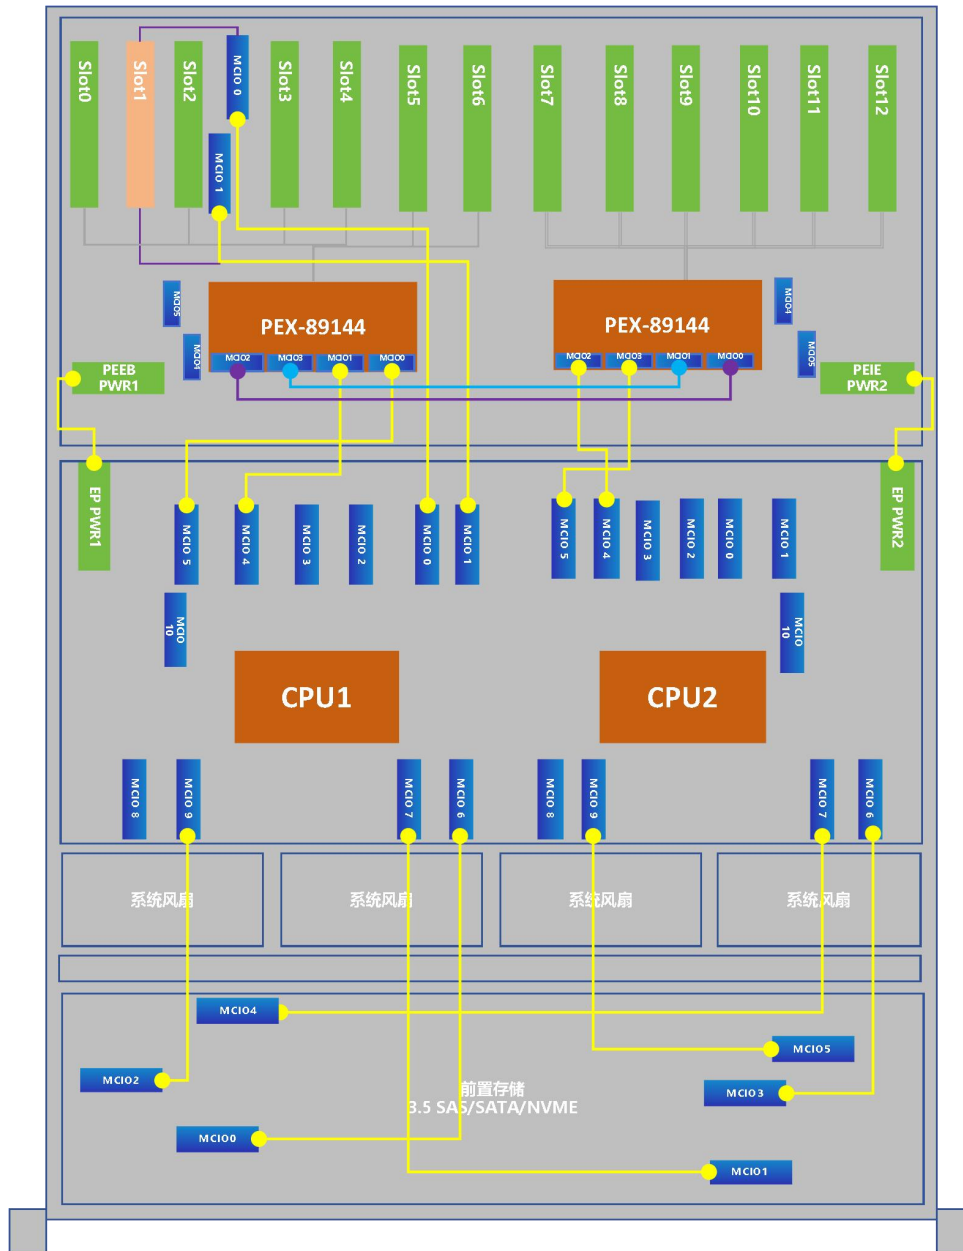 Slot0
Slot1
Slot2
MCIO 0
MCIO 1
Slot3
Slot4
Slot5
Slot6
Slot7
Slot8
Slot9
Slot10
Slot11
Slot12
MCIO5
MCIO4
PEX-89144
MCIO2
MCIO3
MCIO1
MCIO0
PEX-89144
MCIO2
MCIO3
MCIO1
MCIO0
MCIO4
MCIO5
PEEB
PWR1
PEIE
PWR2
EP PWR1
MCIO 5
MCIO 4
MCIO 3
MCIO 2
MCIO 0
MCIO 1
MCIO 5
MCIO 4
MCIO 3
MCIO 2
MCIO 0
MCIO 1
EP PWR2
MCIO
10
MCIO
10
CPU1
CPU2
MCIO 8
MCIO 9
MCIO 7
MCIO 6
MCIO 8
MCIO 9
MCIO 7
MCIO 6
系统风扇
系统风扇
系统风扇
系统风扇
MCIO4
MCIO5
MCIO2
前置存储
3.5 SAS/SATA/NVME
MCIO3
MCIO0
MCIO1